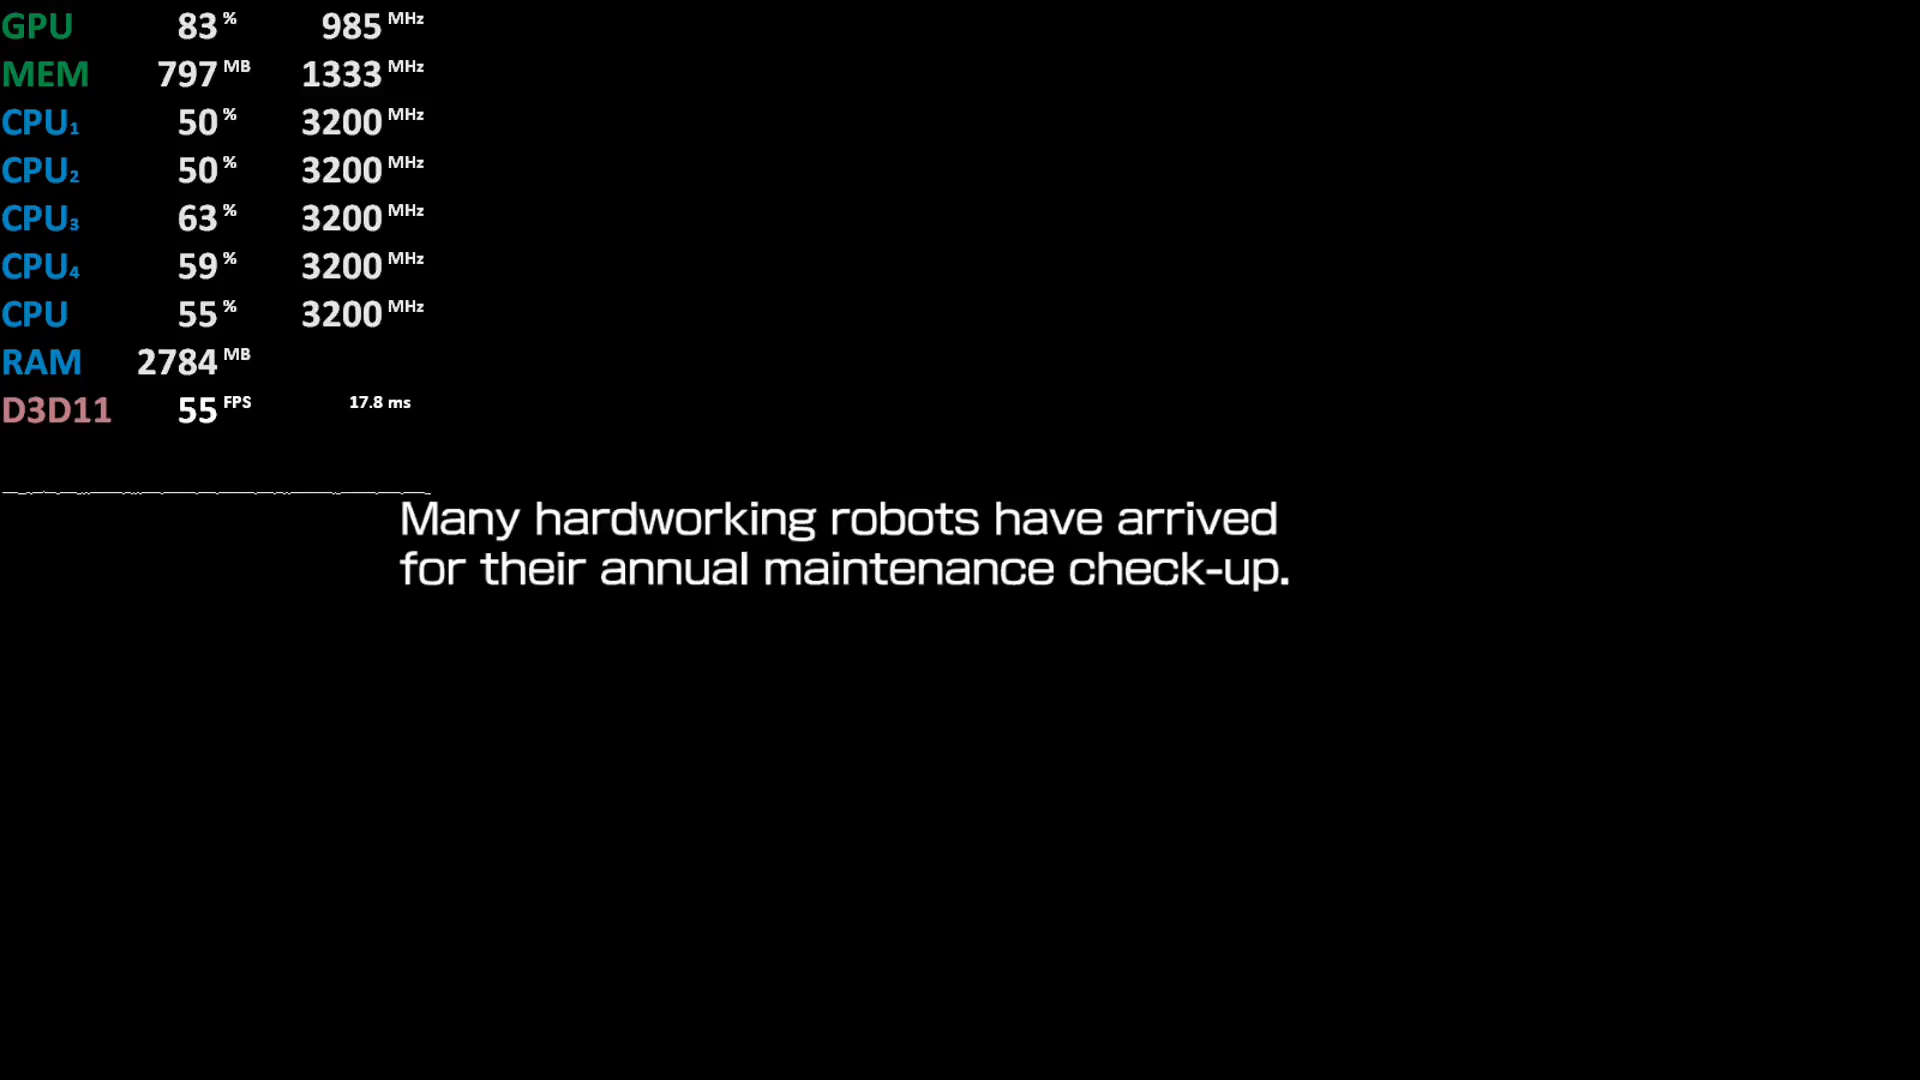 GPU 83 % 985 MHz
MEM 797 MB 1333 MHz
CPU1 50 % 3200 MHz
CPU2 50 % 3200 MHz
CPU3 63 % 3200 MHz
CPU4 59 % 3200 MHz
CPU 55 % 3200 MHz
RAM 2784 MB
D3D11 55 FPS 17.8 ms
Many hardworking robots have arrived
for their annual maintenance check-up.